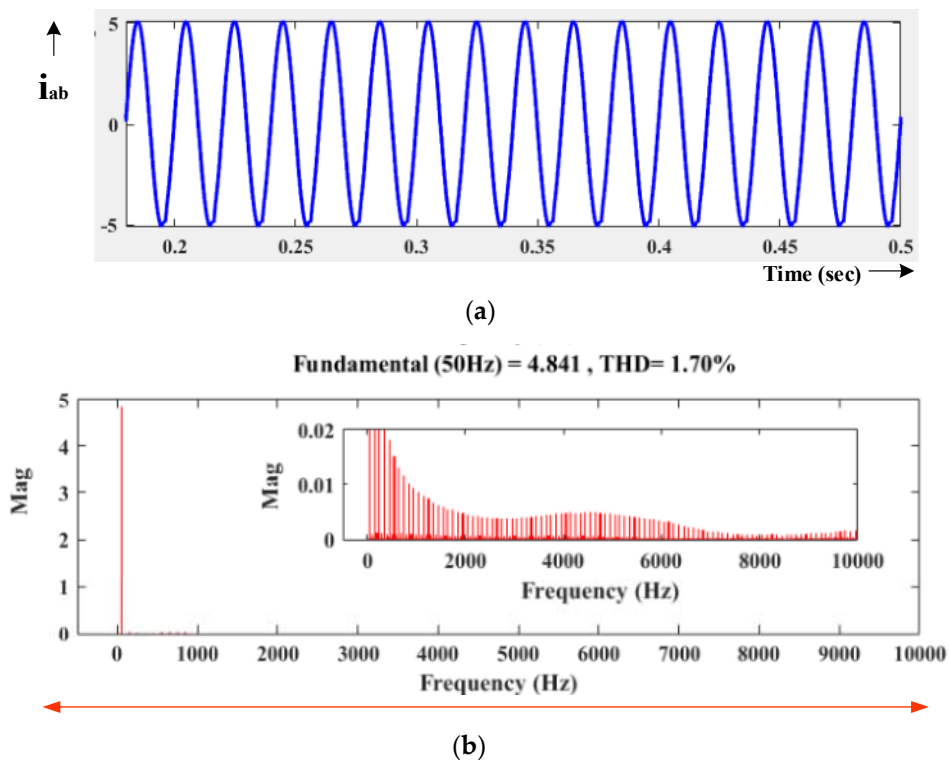 5
i ab
0
-5
0.2 0.25 0.3 0.35 0.4 0.45 0.5
Time (sec)
(a)
Fundamental (50Hz) = 4.841 , THD= 1.70%
5
4
3
2
1
0
Mag
0.02
0.01
0
Mag
0 2000 4000 6000 8000 10000
Frequency (Hz)
0 1000 2000 3000 4000 5000 6000 7000 8000 9000 10000
Frequency (Hz)
(b)